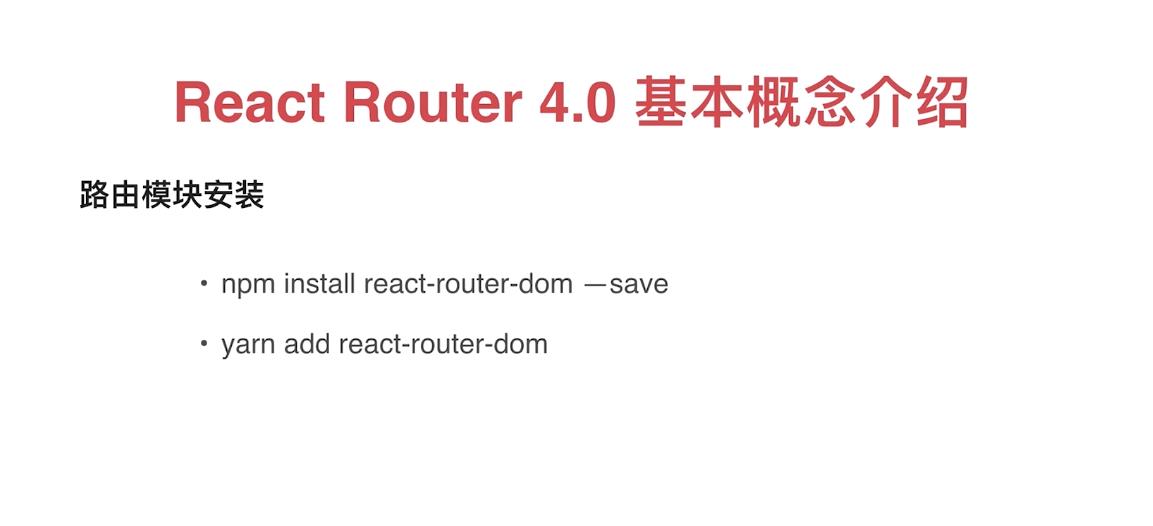 React Router 4.0 基本概念介绍
路由模块安装
• npm install react-router-dom —save
• yarn add react-router-dom